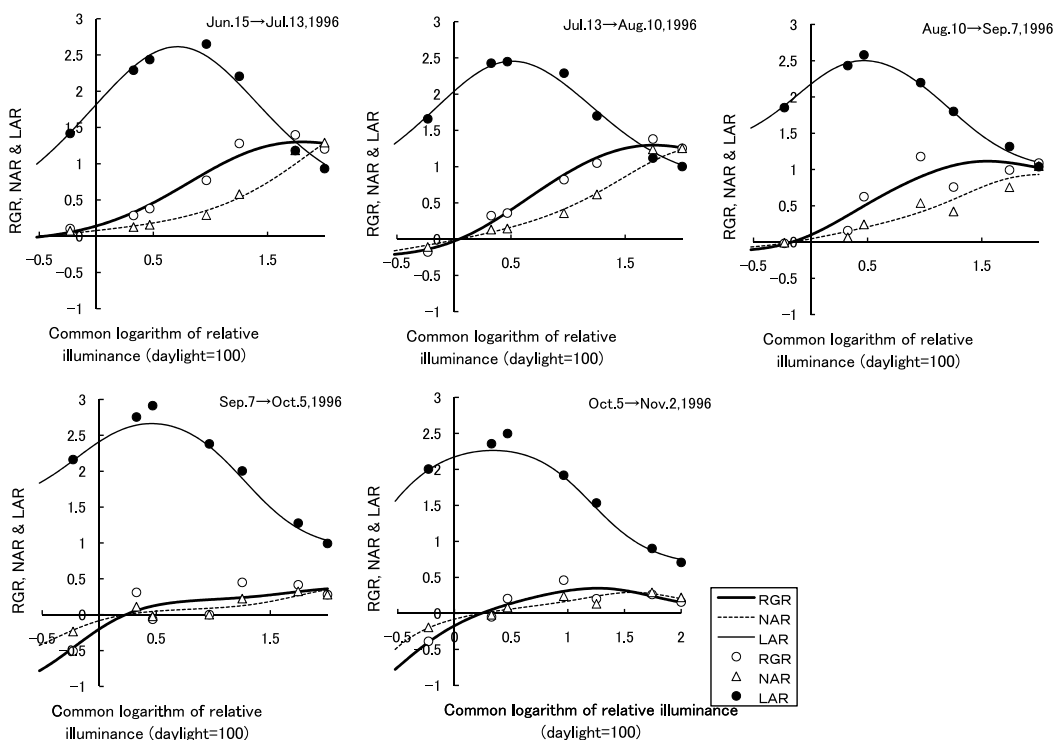 Jun.15→Jul.13,1996
RGR, NAR & LAR
3
2.5
2
1.5
1
0.5
0
−0.5
−1
−0.5
0.5
1.5
Common logarithm of relative
illuminance (daylight=100)
Jul.13→Aug.10,1996
3
2.5
2
1.5
1
0.5
0
−0.5
−1
−0.5
0.5
1.5
Common logarithm of relative
illuminance (daylight=100)
Aug.10→Sep.7,1996
3
2.5
2
1.5
1
0.5
0
−0.5
−1
−0.5
0.5
1.5
Common logarithm of relative
illuminance (daylight=100)
Sep.7→Oct.5,1996
RGR, NAR & LAR
3
2.5
2
1.5
1
0.5
0
−0.5
−1
−0.5
0.5
1.5
Common logarithm of relative
illuminance (daylight=100)
Oct.5→Nov.2,1996
RGR, NAR & LAR
3
2.5
2
1.5
1
0.5
0
−0.5
−1
−0.5
0
0.5
1
1.5
2
Common logarithm of relative illuminance
(daylight=100)
RGR
NAR
LAR
RGR
NAR
LAR